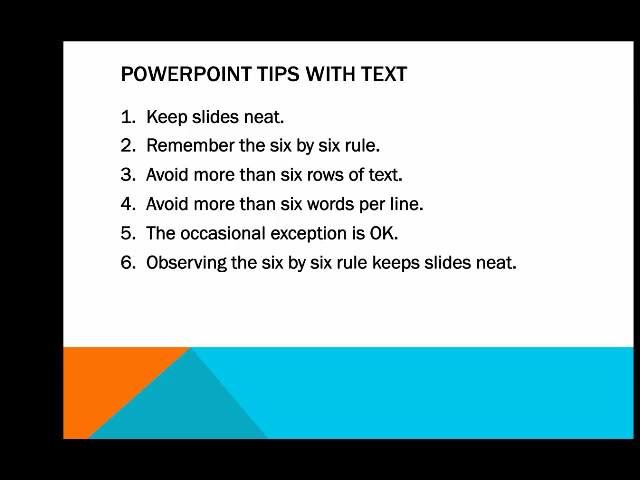 POWERPOINT TIPS WITH TEXT
1. Keep slides neat.
2. Remember the six by six rule.
3. Avoid more than six rows of text.
4. Avoid more than six words per line.
5. The occasional exception is OK.
6. Observing the six by six rule keeps slides neat.